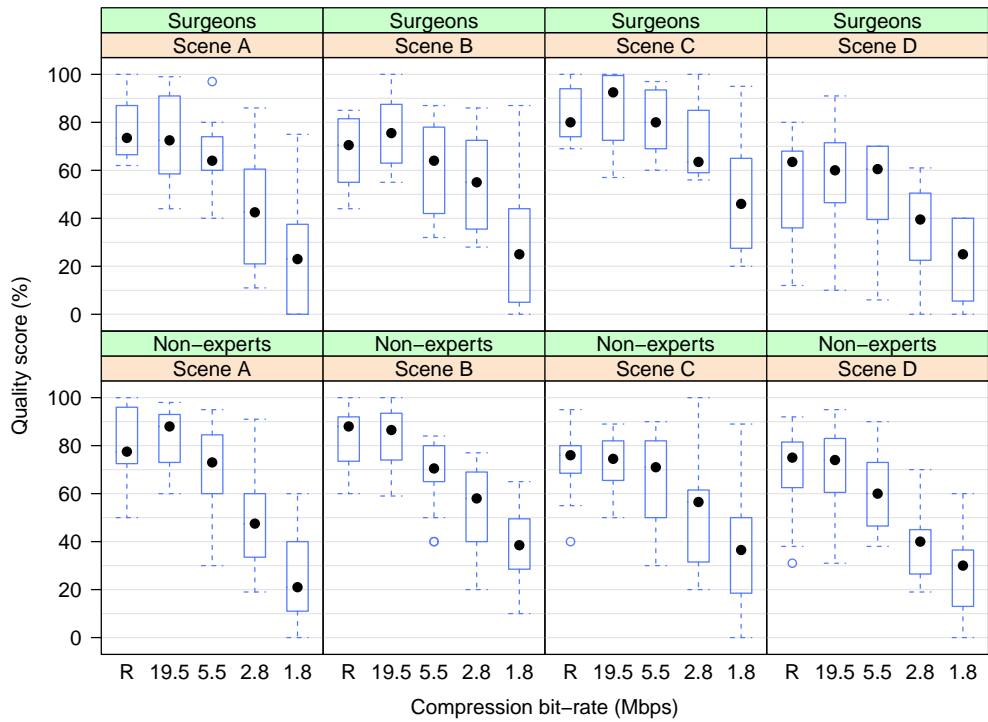 Surgeons Surgeons Surgeons Surgeons
Scene A Scene B Scene C Scene D
100
80
60
40
20
0
Non−experts Non−experts Non−experts Non−experts
Scene A Scene B Scene C Scene D
100
80
60
40
20
0
Quality score (%)
R 19.5 5.5 2.8 1.8 R 19.5 5.5 2.8 1.8 R 19.5 5.5 2.8 1.8 R 19.5 5.5 2.8 1.8
Compression bit−rate (Mbps)